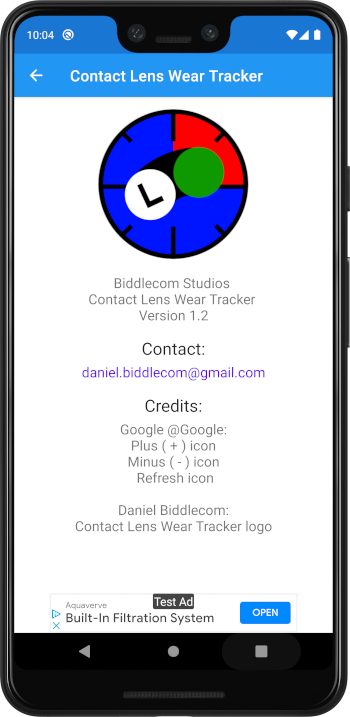 10:04
Contact Lens Wear Tracker
L
Biddlecom Studios
Contact Lens Wear Tracker
Version 1.2
Contact:
daniel.biddlecom@gmail.com
Credits:
Google @Google:
Plus ( + ) icon
Minus ( - ) icon
Refresh icon
Daniel Biddlecom:
Contact Lens Wear Tracker logo
Test Ad
Aquaverve
Built-In Filtration System
OPEN